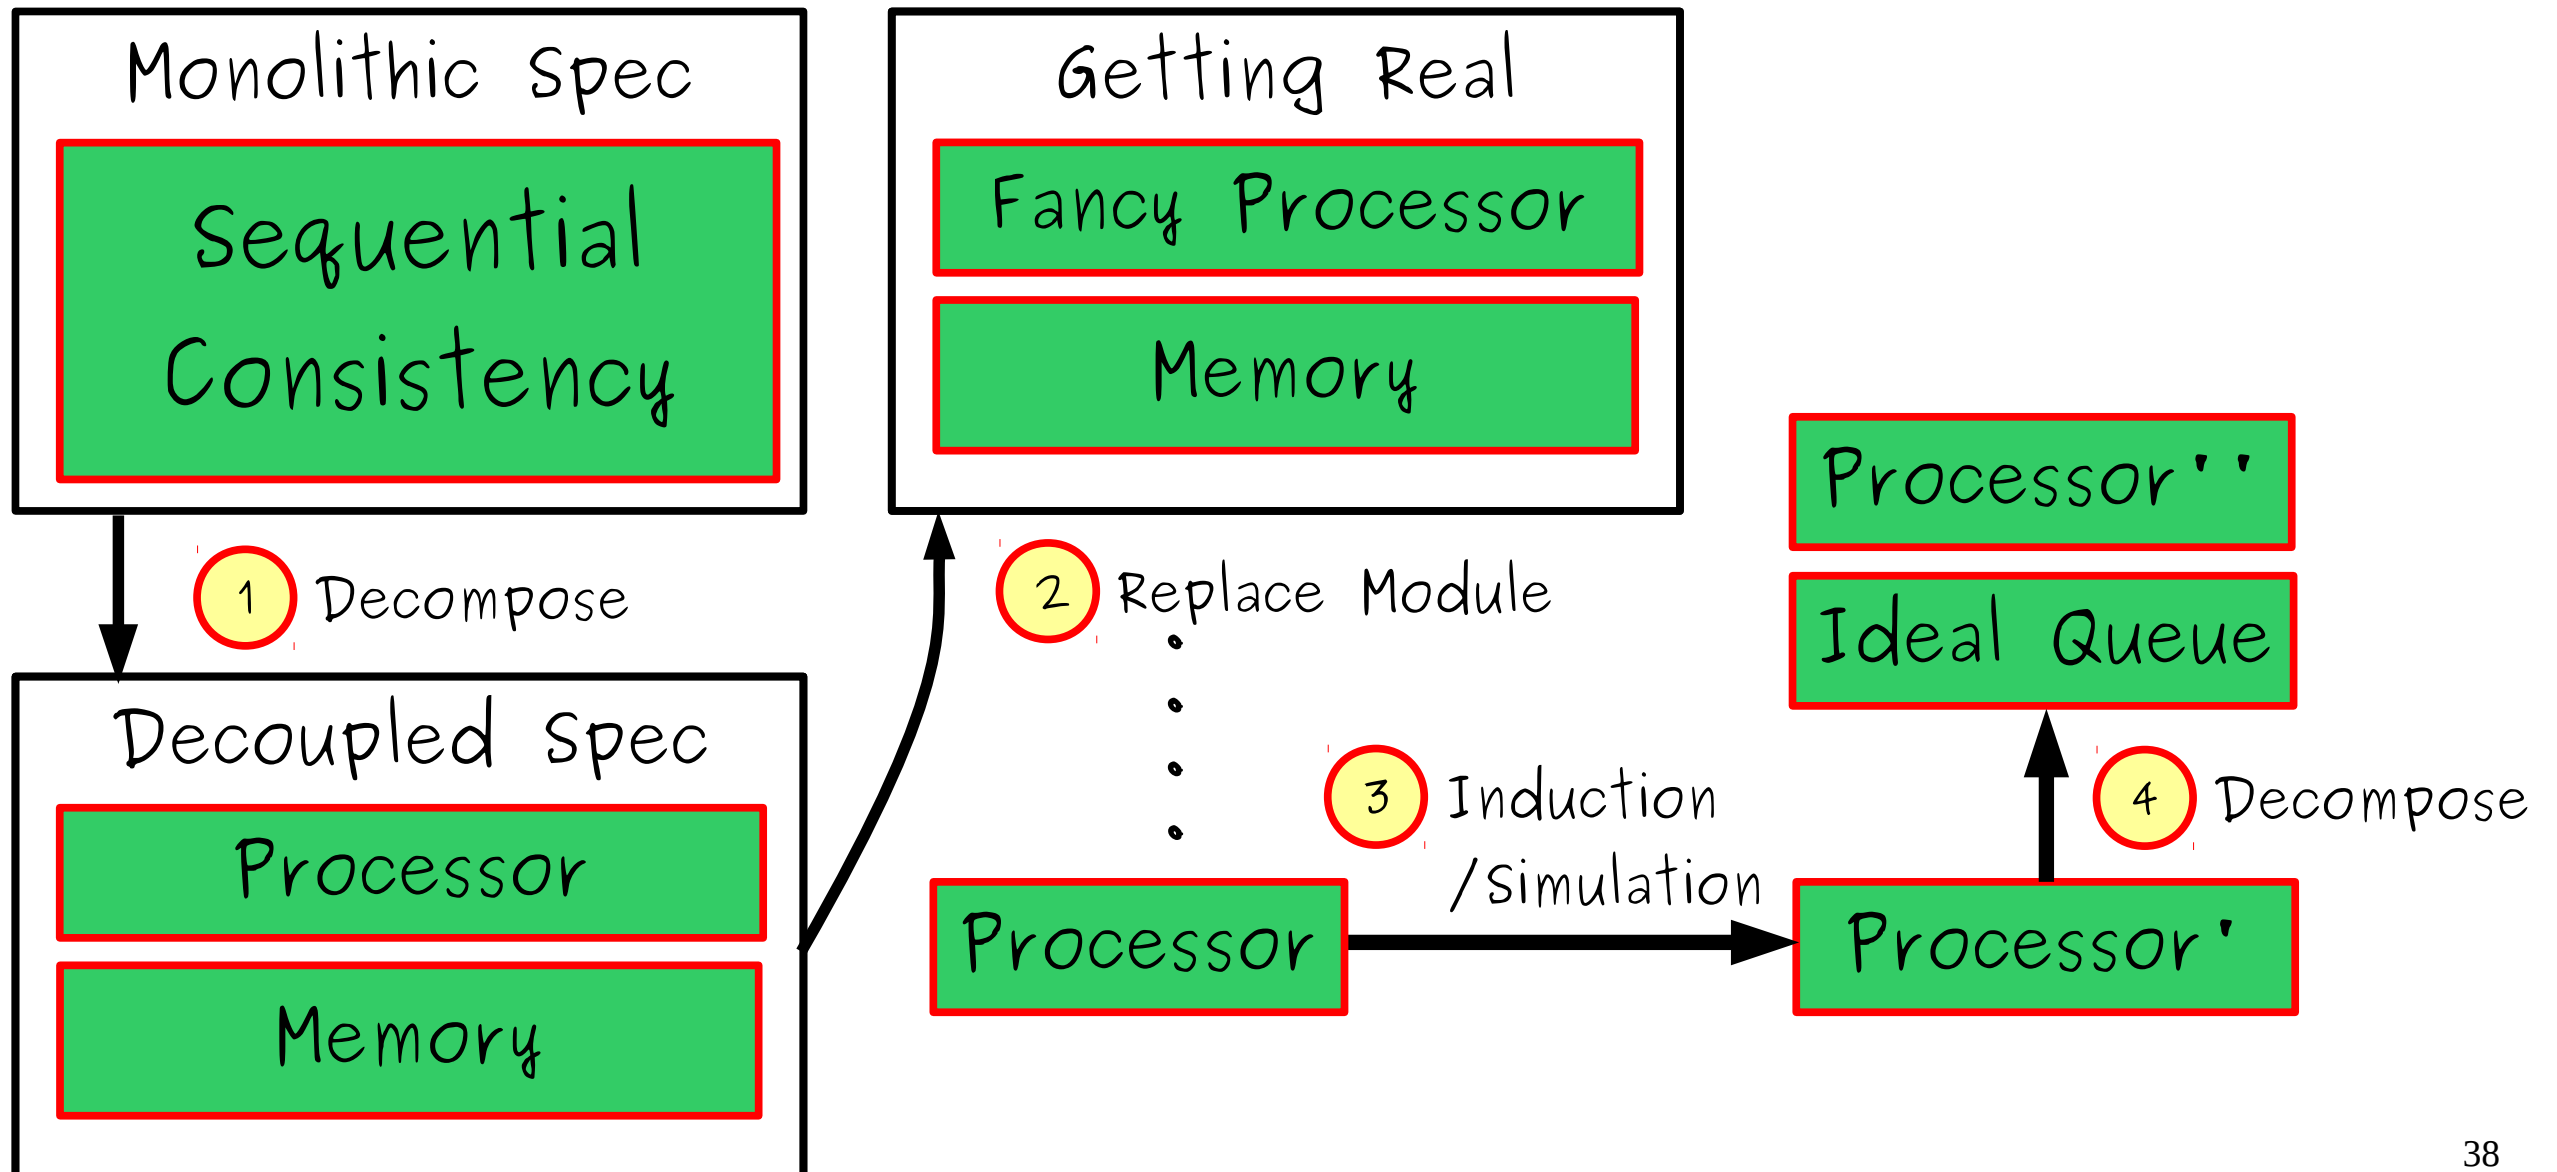 Monolithic Spec
Sequential
Consistency
1 Decompose
Decoupled Spec
Processor
Memory
Getting Real
Fancy Processor
Memory
2 Replace Module
Processor
3 Induction
/Simulation
Processor'
4 Decompose
Processor''
Ideal Queue
38